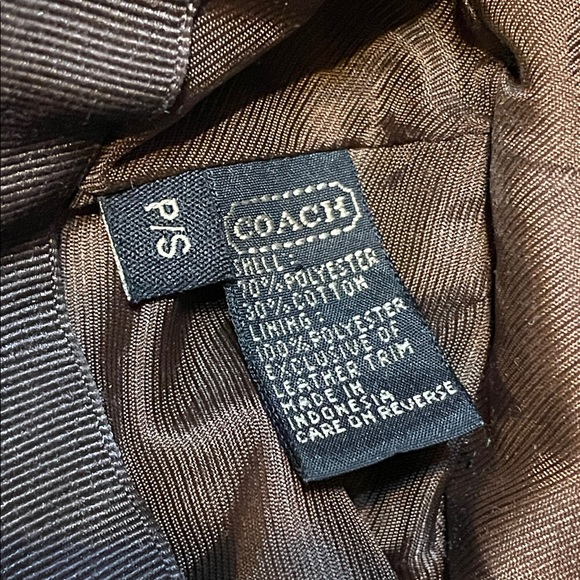 P/S
COACH
SHELL:
70% POLYESTER
30% COTTON
LINING:
100% POLYESTER
EXCLUSIVE OF
LEATHER TRIM
MADE IN
INDONESIA
CARE ON REVERSE